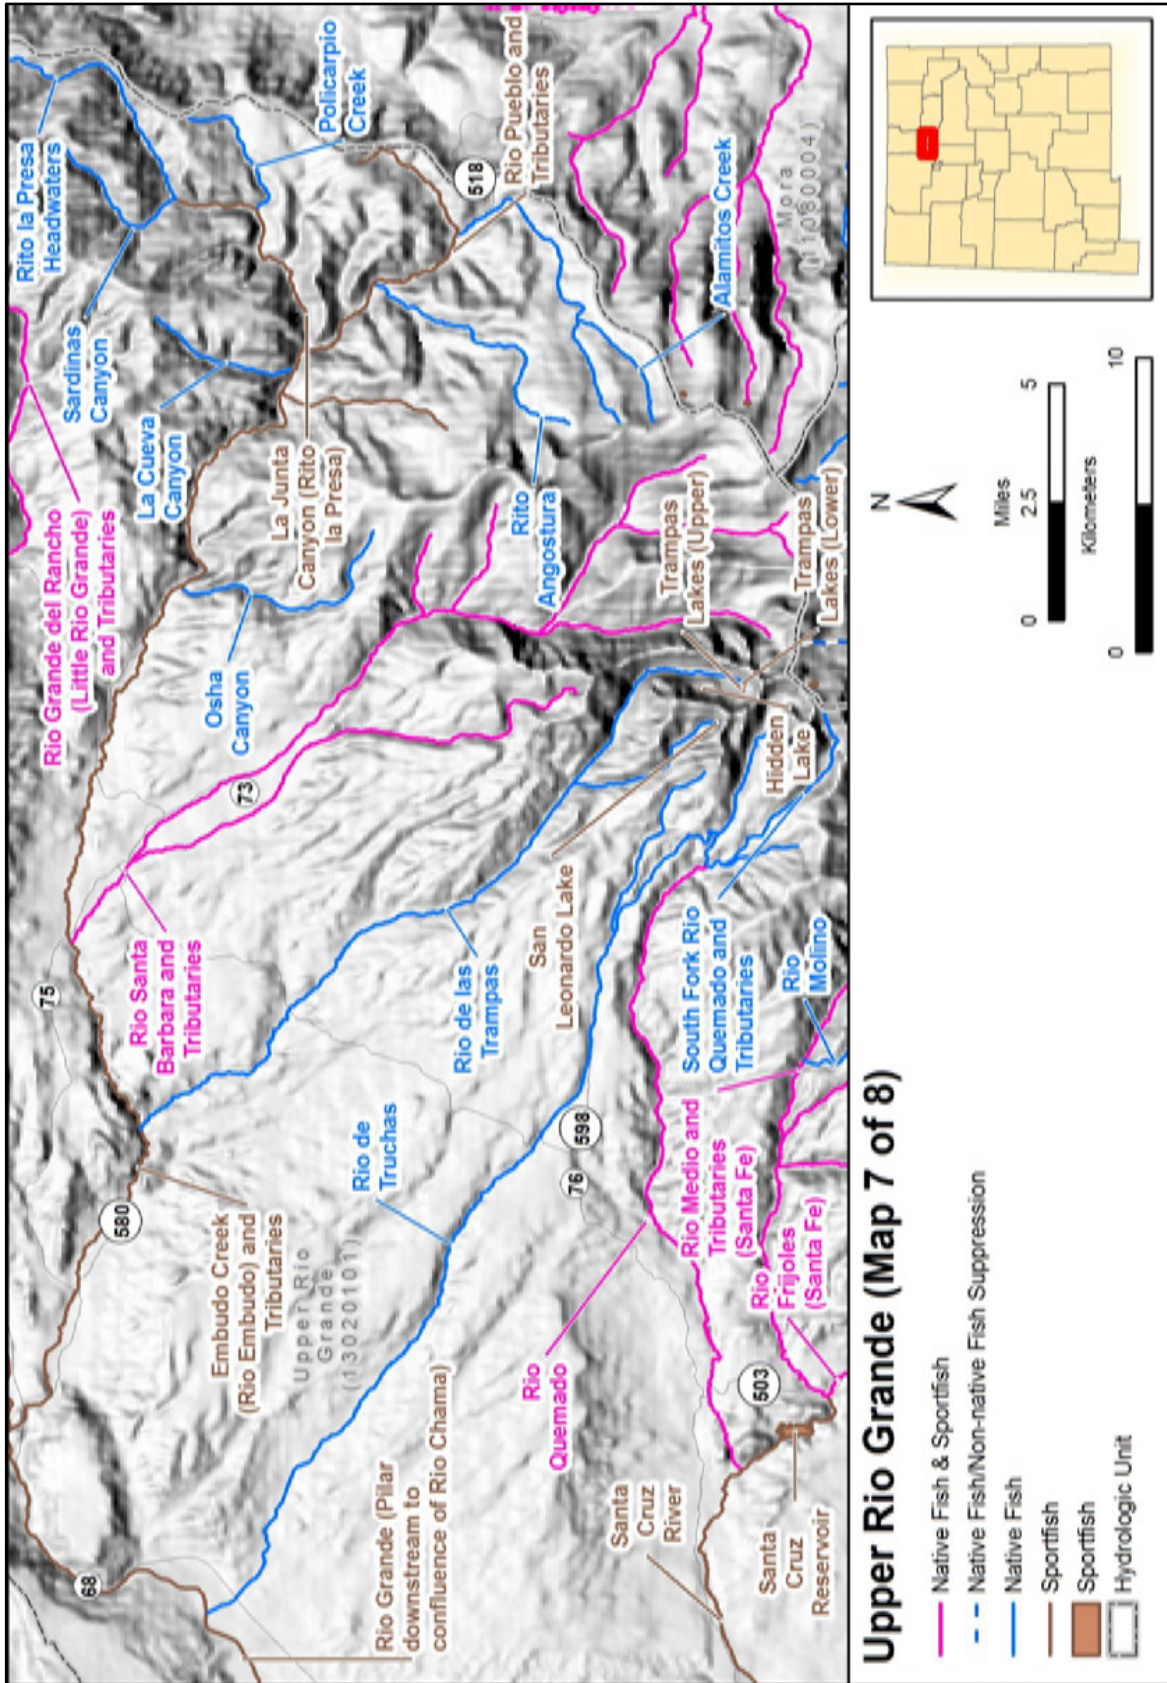 Rito la Presa
Headwaters
Sardinas
Canyon
La Cueva
Canyon
Policarpio
Creek
Rio Grande del Rancho
(Little Rio Grande)
and Tributaries
Osha
Canyon
La Junta
Canyon (Rito
la Presa)
518
Rio Pueblo and
Tributaries
75
73
Rio Santa
Barbara and
Tributaries
Rito
Angostura
Alamitos Creek
Mora
(11080004)
580
68
Embudo Creek
(Rio Embudo) and
Tributaries
Upper Rio
Grande
(13020101)
Rio de las
Trampas
Trampas
Lakes (Upper)
Trampas
Lakes (Lower)
Rio de
Truchas
San
Leonardo Lake
Hidden
Lake
Rio Grande (Pilar
downstream to
confluence of Rio Chama)
598
76
South Fork Rio
Quemado and
Tributaries
Rio
Quemado
Rio Medio and
Tributaries
(Santa Fe)
Rio
Molino
Santa
Cruz
River
503
Rio
Frijoles
(Santa Fe)
Santa
Cruz
Reservoir
Upper Rio Grande (Map 7 of 8)
Native Fish & Sportfish
Native Fish/Non-native Fish Suppression
Native Fish
Sportfish
Sportfish
Hydrologic Unit
N
Miles
0 2.5 5
Kilometers
0 10